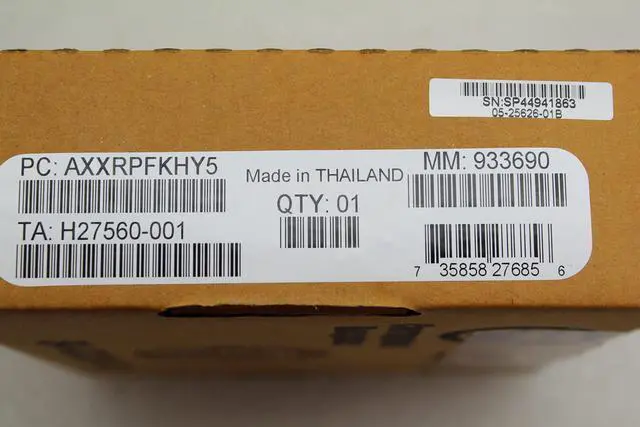 SN:SP44941863
05-25626-01B
PC: AXXRPFKHY5
Made in THAILAND
MM: 933690
QTY: 01
TA: H27560-001
7 35858 27685 6